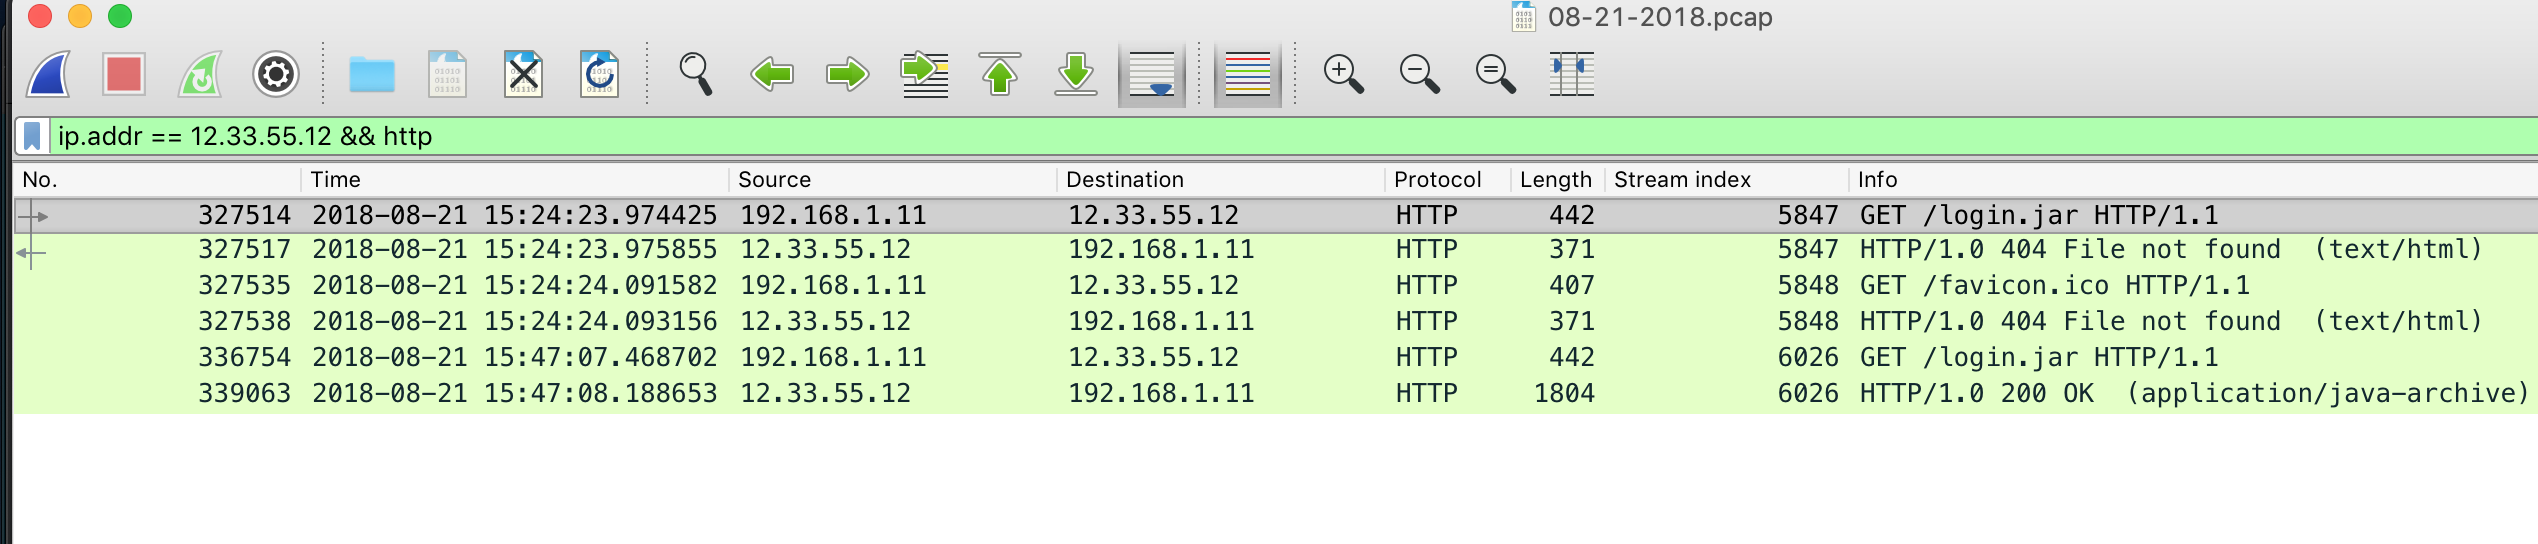 08-21-2018.pcap
ip.addr == 12.33.55.12 && http
No. Time Source Destination Protocol Length Stream index Info
327514 2018-08-21 15:24:23.974425 192.168.1.11 12.33.55.12 HTTP 442 5847 GET /login.jar HTTP/1.1
327517 2018-08-21 15:24:23.975855 12.33.55.12 192.168.1.11 HTTP 371 5847 HTTP/1.0 404 File not found (text/html)
327535 2018-08-21 15:24:24.091582 192.168.1.11 12.33.55.12 HTTP 407 5848 GET /favicon.ico HTTP/1.1
327538 2018-08-21 15:24:24.093156 12.33.55.12 192.168.1.11 HTTP 371 5848 HTTP/1.0 404 File not found (text/html)
336754 2018-08-21 15:47:07.468702 192.168.1.11 12.33.55.12 HTTP 442 6026 GET /login.jar HTTP/1.1
339063 2018-08-21 15:47:08.188653 12.33.55.12 192.168.1.11 HTTP 1804 6026 HTTP/1.0 200 OK (application/java-archive)